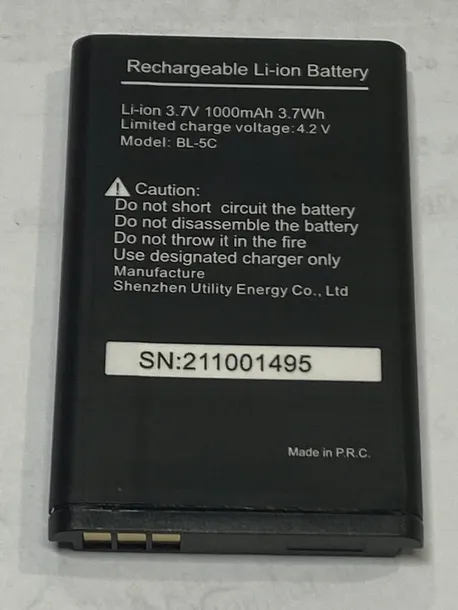 Rechargeable Li-ion Battery
Li-ion 3.7V 1000mAh 3.7Wh
Limited charge voltage:4.2 V
Model: BL-5C
Caution:
Do not short circuit the battery
Do not disassemble the battery
Do not throw it in the fire
Use designated charger only
Manufacture
Shenzhen Utility Energy Co., Ltd
SN:211001495
Made in P.R.C.